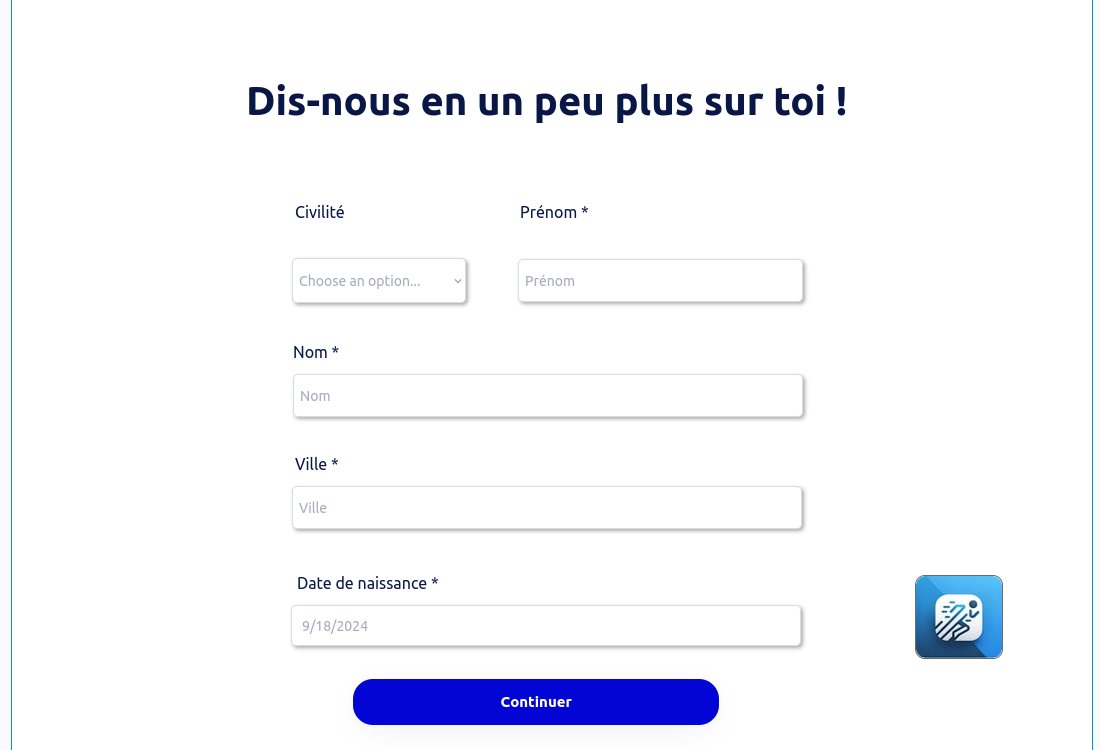 Dis-nous en un peu plus sur toi !
Civilité
Prénom *
Choose an option...
Prénom
Nom *
Nom
Ville *
Ville
Date de naissance *
9/18/2024
Continuer